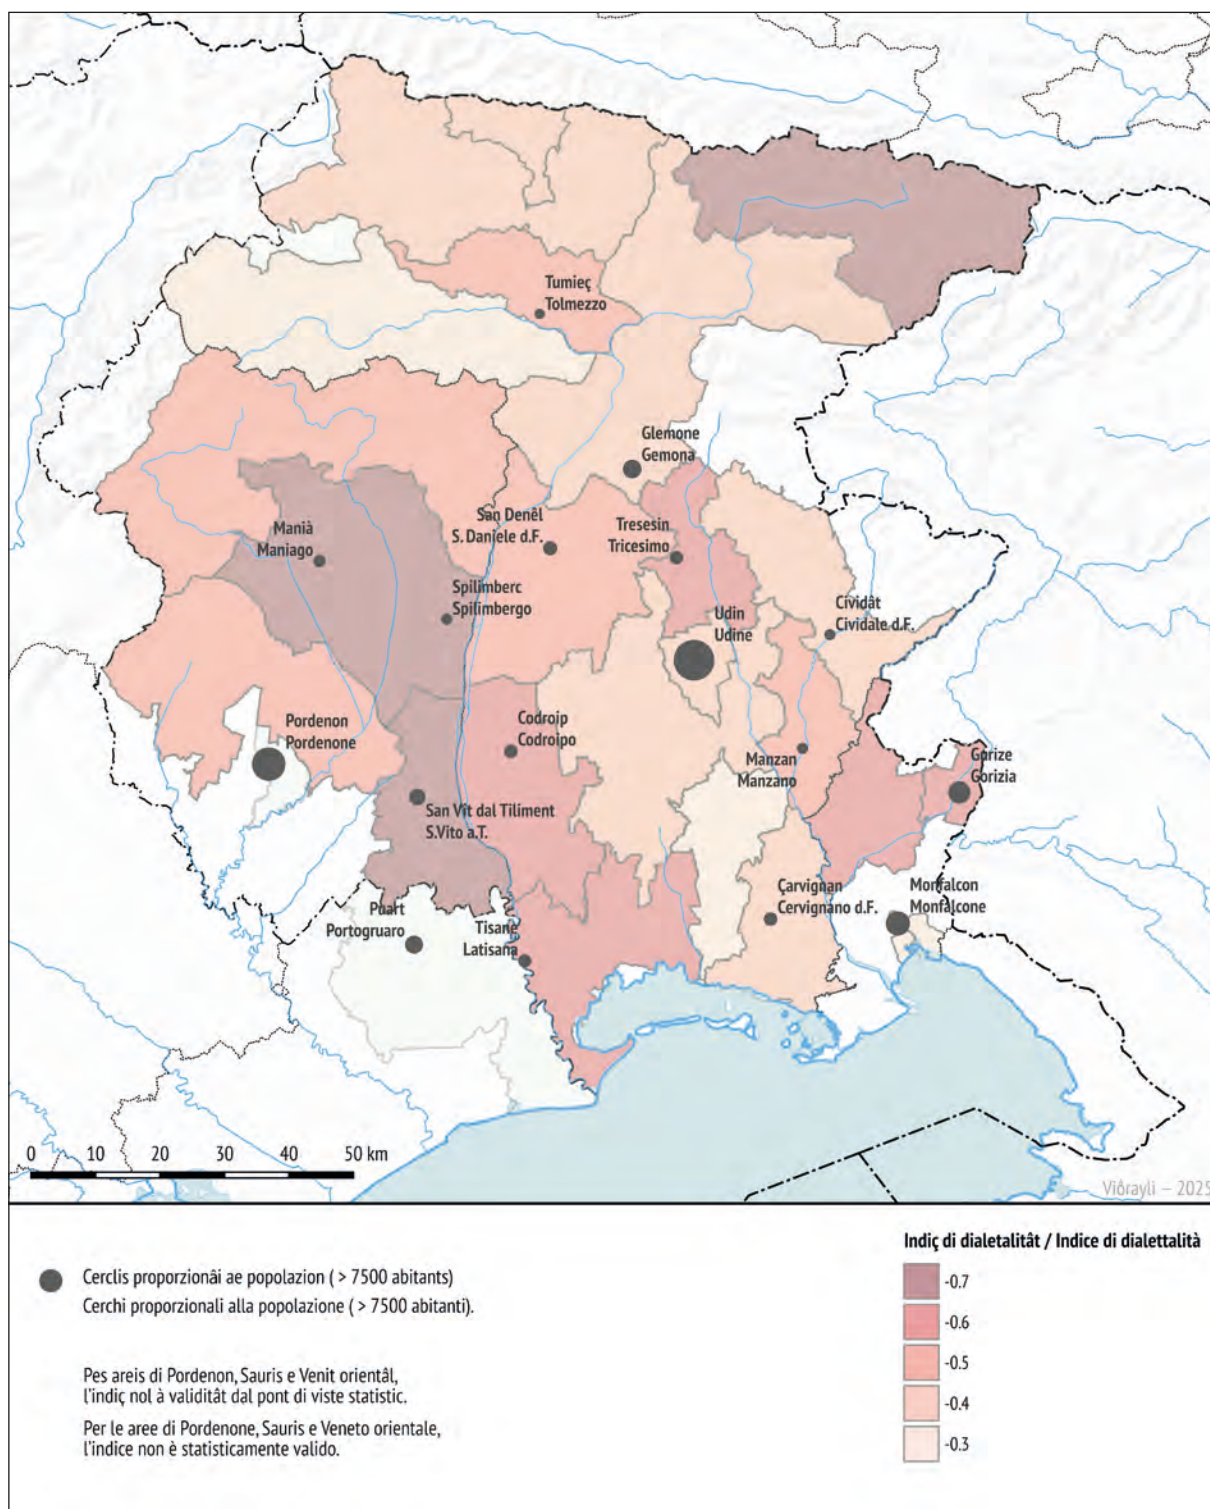 Tumieç
Tolmezzo
Glemone
Gemona
San Denêl
S. Daniele d.F.
Tresesin
Tricesimo
Manià
Maniago
Spilimberc
Spilimbergo
Cividât
Cividale d.F.
Udin
Udine
Pordenon
Pordenone
Codroip
Codroipo
Manzan
Manzano
Gurize
Gorizia
San Vît dal Tiliment
S.Vito a.T.
Çarvignan
Cervignano d.F.
Monfalcon
Monfalcone
Puart
Portogruaro
Tisane
Latisana
0 10 20 30 40 50 km
Viôrayli – 2025
Cerclis proporzionâi ae popolazion ( > 7500 abitants)
Cerchi proporzionali alla popolazione ( > 7500 abitanti).
Pes areis di Pordenon, Sauris e Venit orientâl,
l'indiç nol à validitât dal pont di viste statistic.
Per le aree di Pordenone, Sauris e Veneto orientale,
l'indice non è statisticamente valido.
Indiç di dialetalitât / Indice di dialettalità
-0.7
-0.6
-0.5
-0.4
-0.3